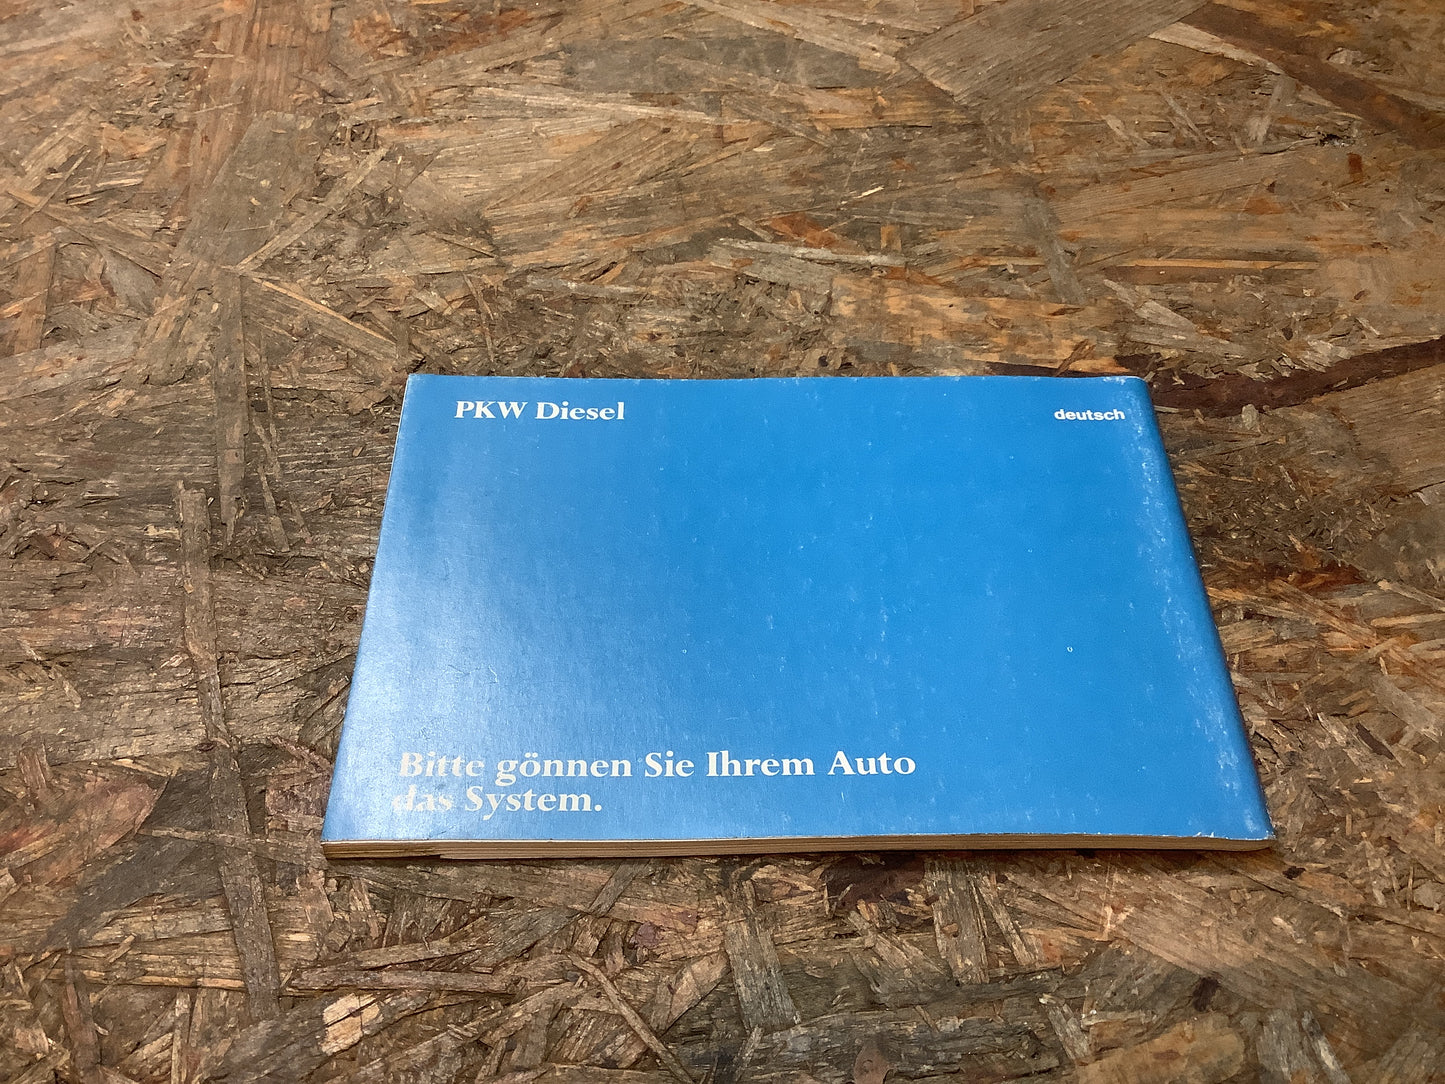 PKW Diesel
deutsch
Bitte gönnen Sie Ihrem Auto
das System.